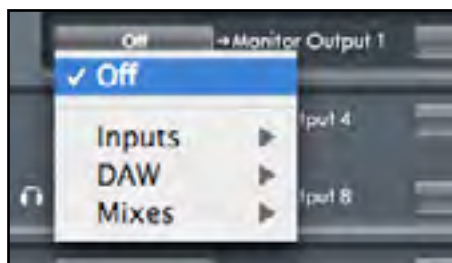 Off →Monitor Output 1
✓ Off
Inputs
DAW
Mixes
tput 4
tput 8